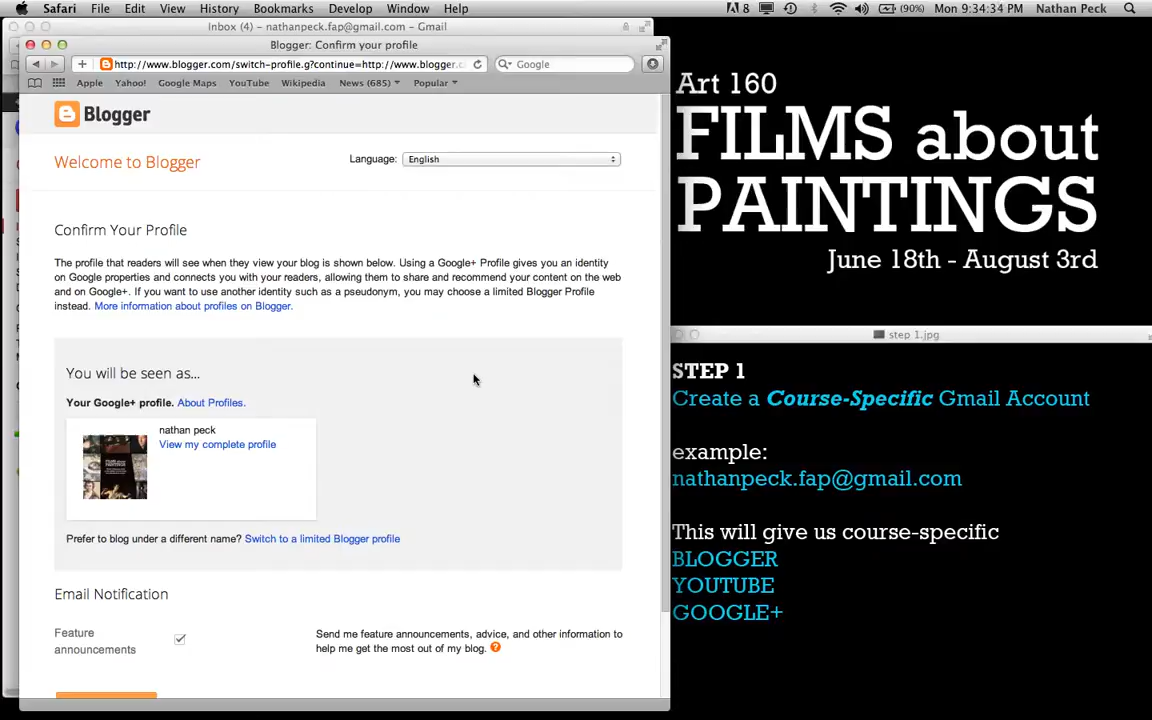 Safari File Edit View History Bookmarks Develop Window Help
8 (90%) Mon 9:34:34 PM Nathan Peck
Inbox (4) – nathanpeck.fap@gmail.com – Gmail
Blogger: Confirm your profile
http://www.blogger.com/switch-profile.g?continue=http://www.blogger.c
Google
Apple Yahoo! Google Maps YouTube Wikipedia News (685) Popular
Blogger
Welcome to Blogger
Language: English
Confirm Your Profile
The profile that readers will see when they view your blog is shown below. Using a Google+ Profile gives you an identity
on Google properties and connects you with your readers, allowing them to share and recommend your content on the web
and on Google+. If you want to use another identity such as a pseudonym, you may choose a limited Blogger Profile
instead. More information about profiles on Blogger.
You will be seen as...
Your Google+ profile. About Profiles.
FILMS about
PAINTINGS
nathan peck
View my complete profile
Prefer to blog under a different name? Switch to a limited Blogger profile
Email Notification
Feature
announcements
Send me feature announcements, advice, and other information to
help me get the most out of my blog.
Art 160
FILMS about
PAINTINGS
June 18th - August 3rd
step 1.jpg
STEP 1
Create a Course-Specific Gmail Account
example:
nathanpeck.fap@gmail.com
This will give us course-specific
BLOGGER
YOUTUBE
GOOGLE+